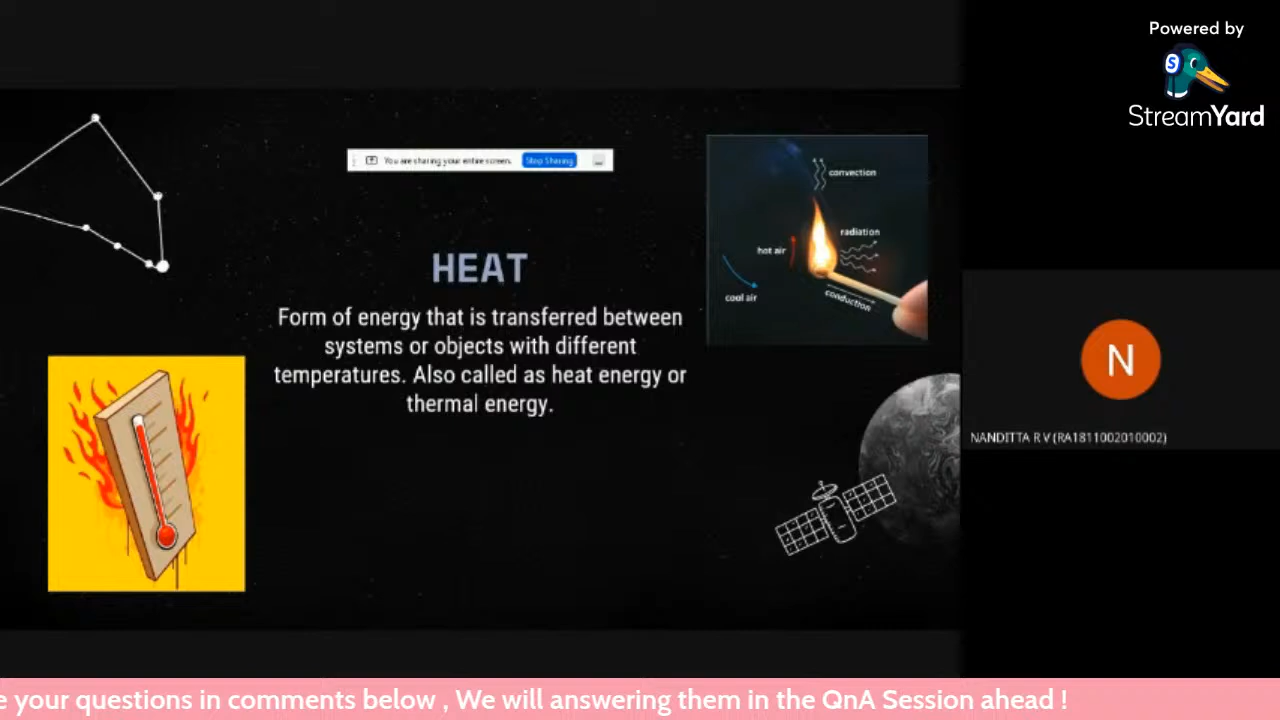 Powered by
StreamYard
You are sharing your entire screen. Stop Sharing
convection
radiation
hot air
cool air
conduction
HEAT
Form of energy that is transferred between
systems or objects with different
temperatures. Also called as heat energy or
thermal energy.
N
NANDITTA R V (RA1811002010002)
e your questions in comments below , We will answering them in the QnA Session ahead !